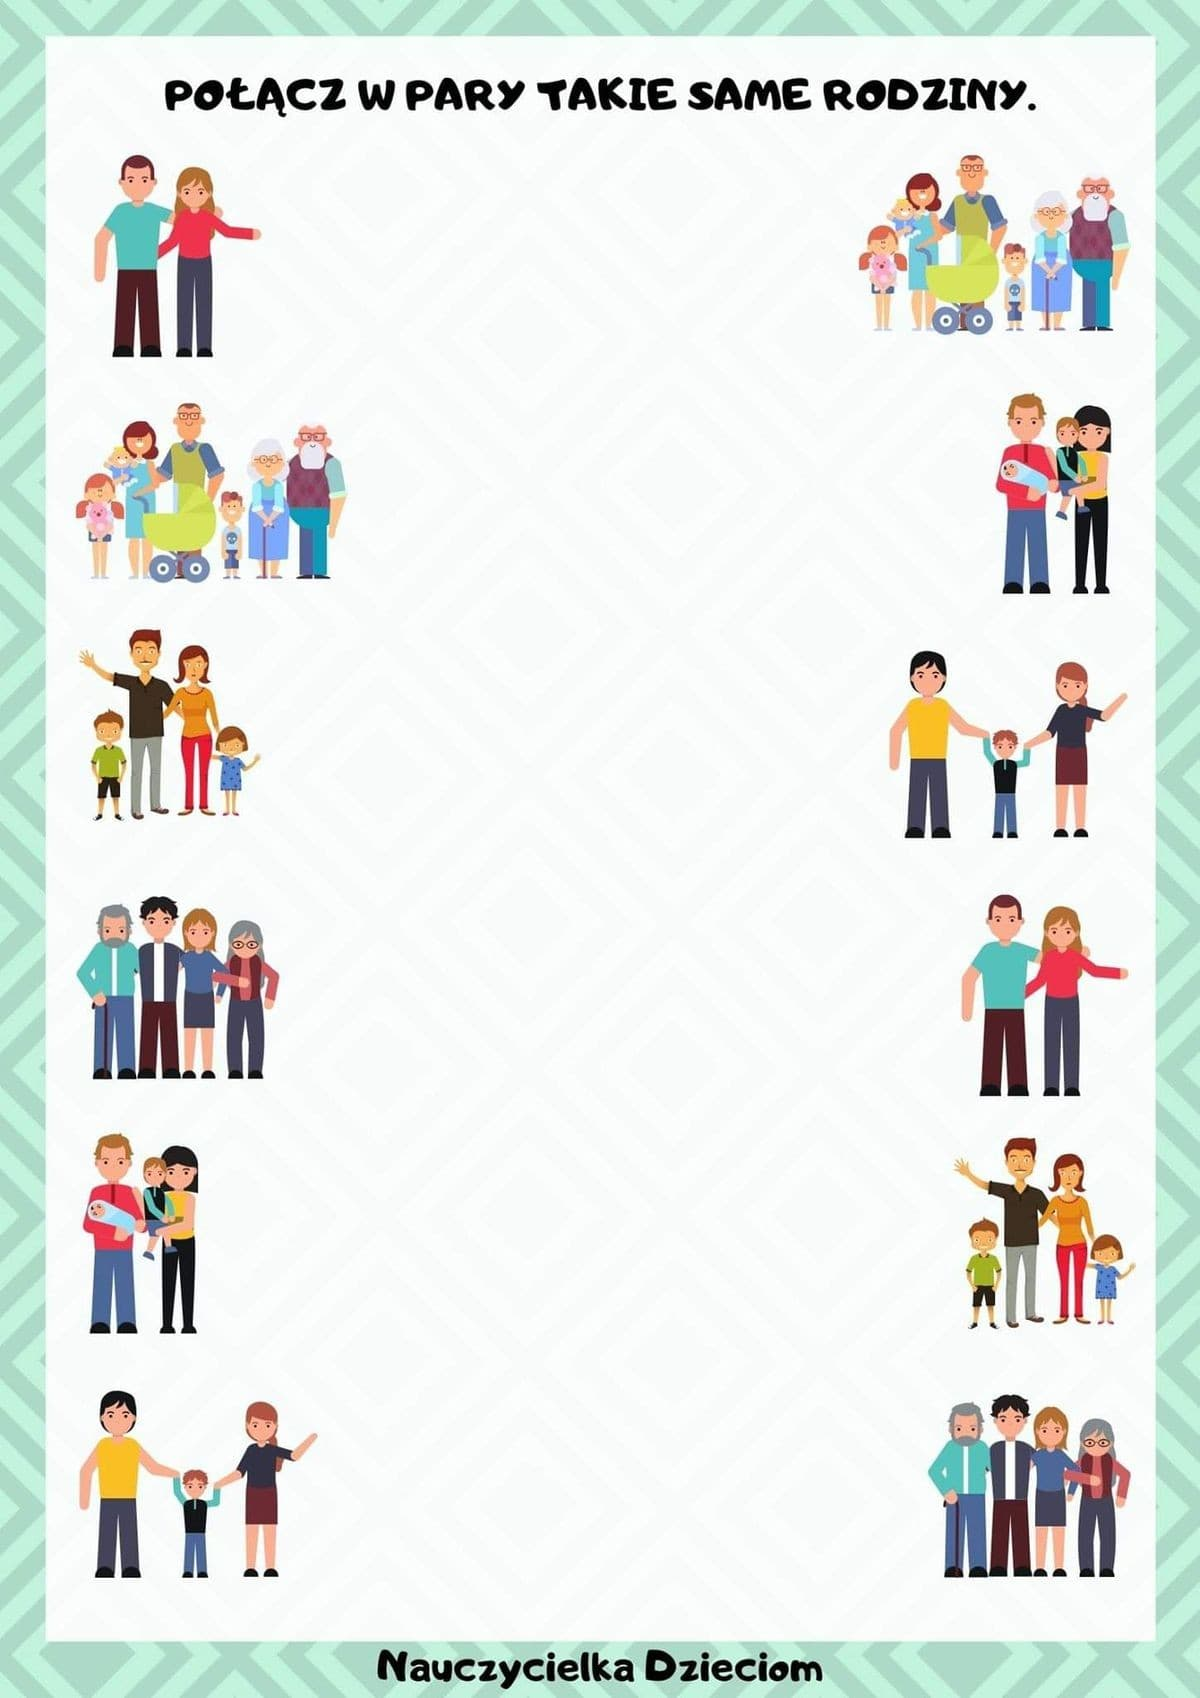 POŁĄCZ W PARY TAKIE SAME RODZINY.
Nauczycielka Dzieciom